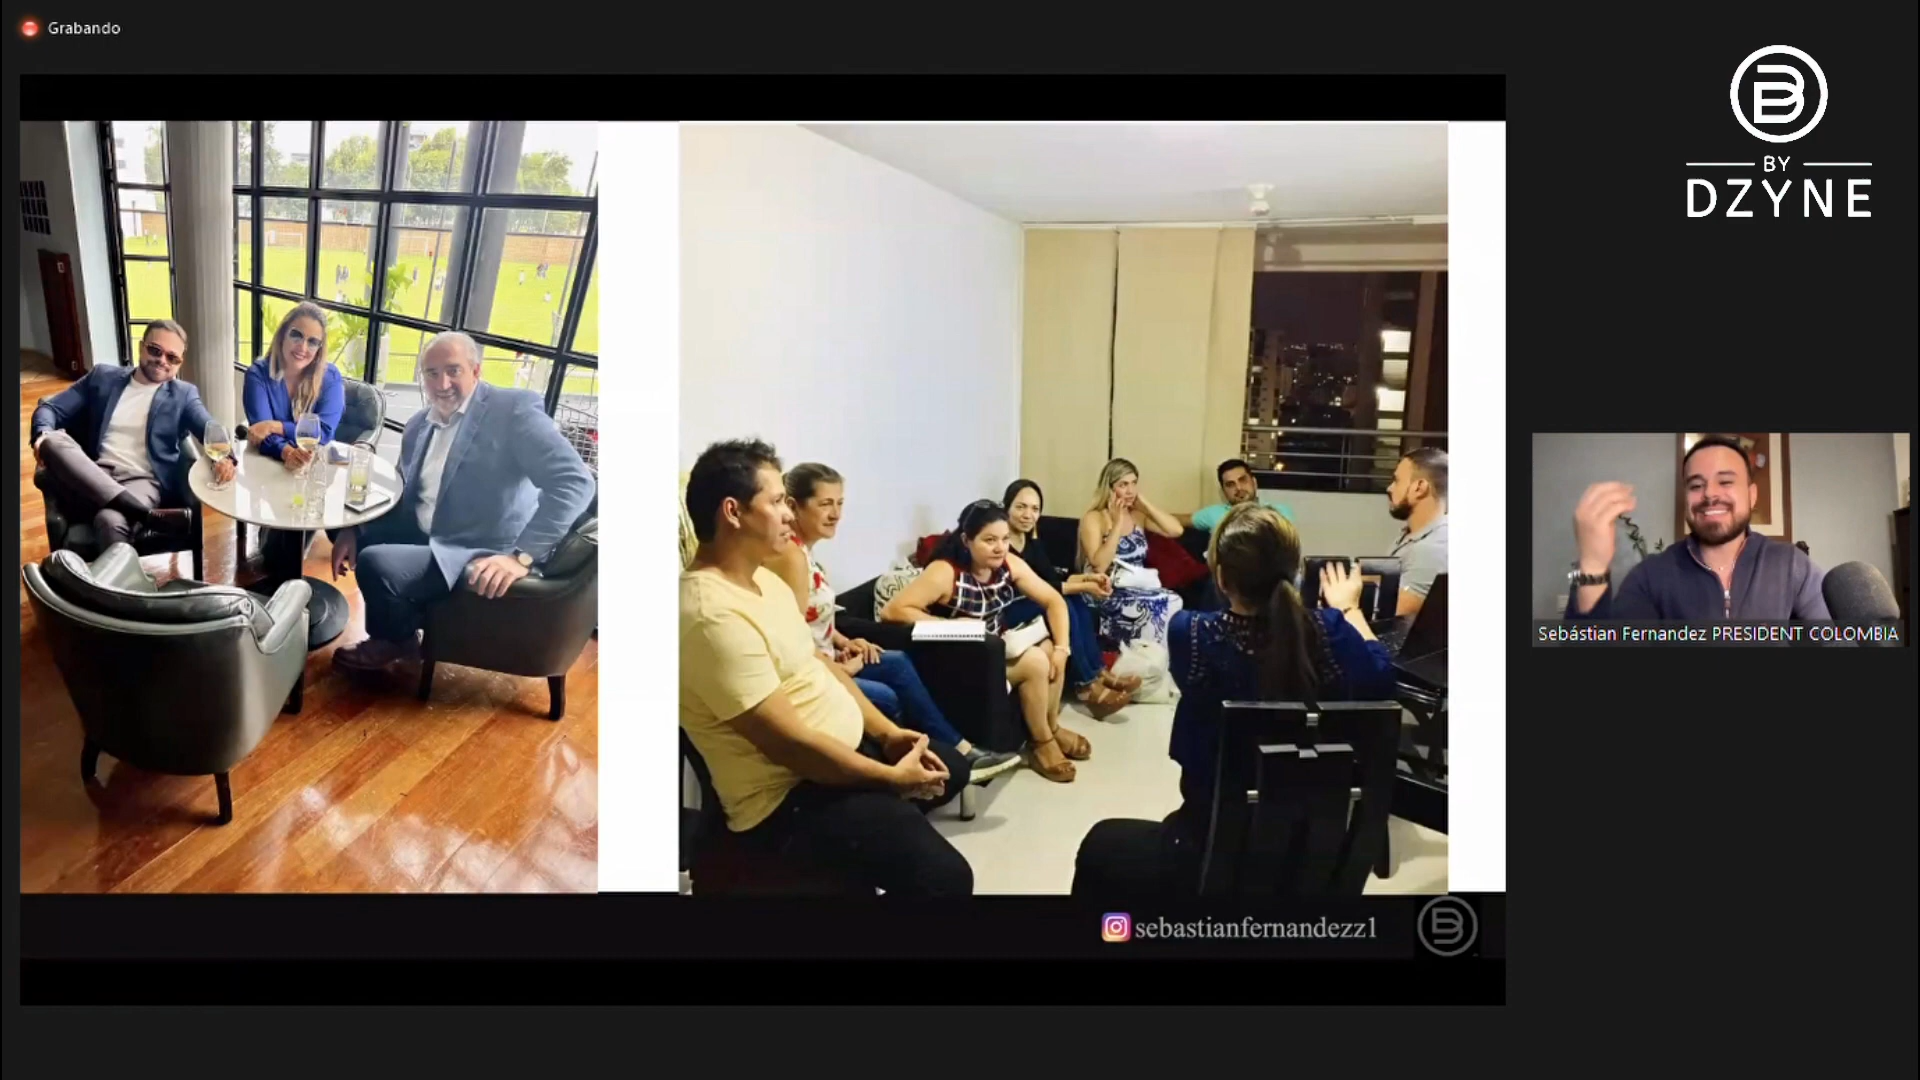 Grabando
BY
DZYNE
Sebástian Fernandez PRESIDENT COLOMBIA
sebastianfernandezz1